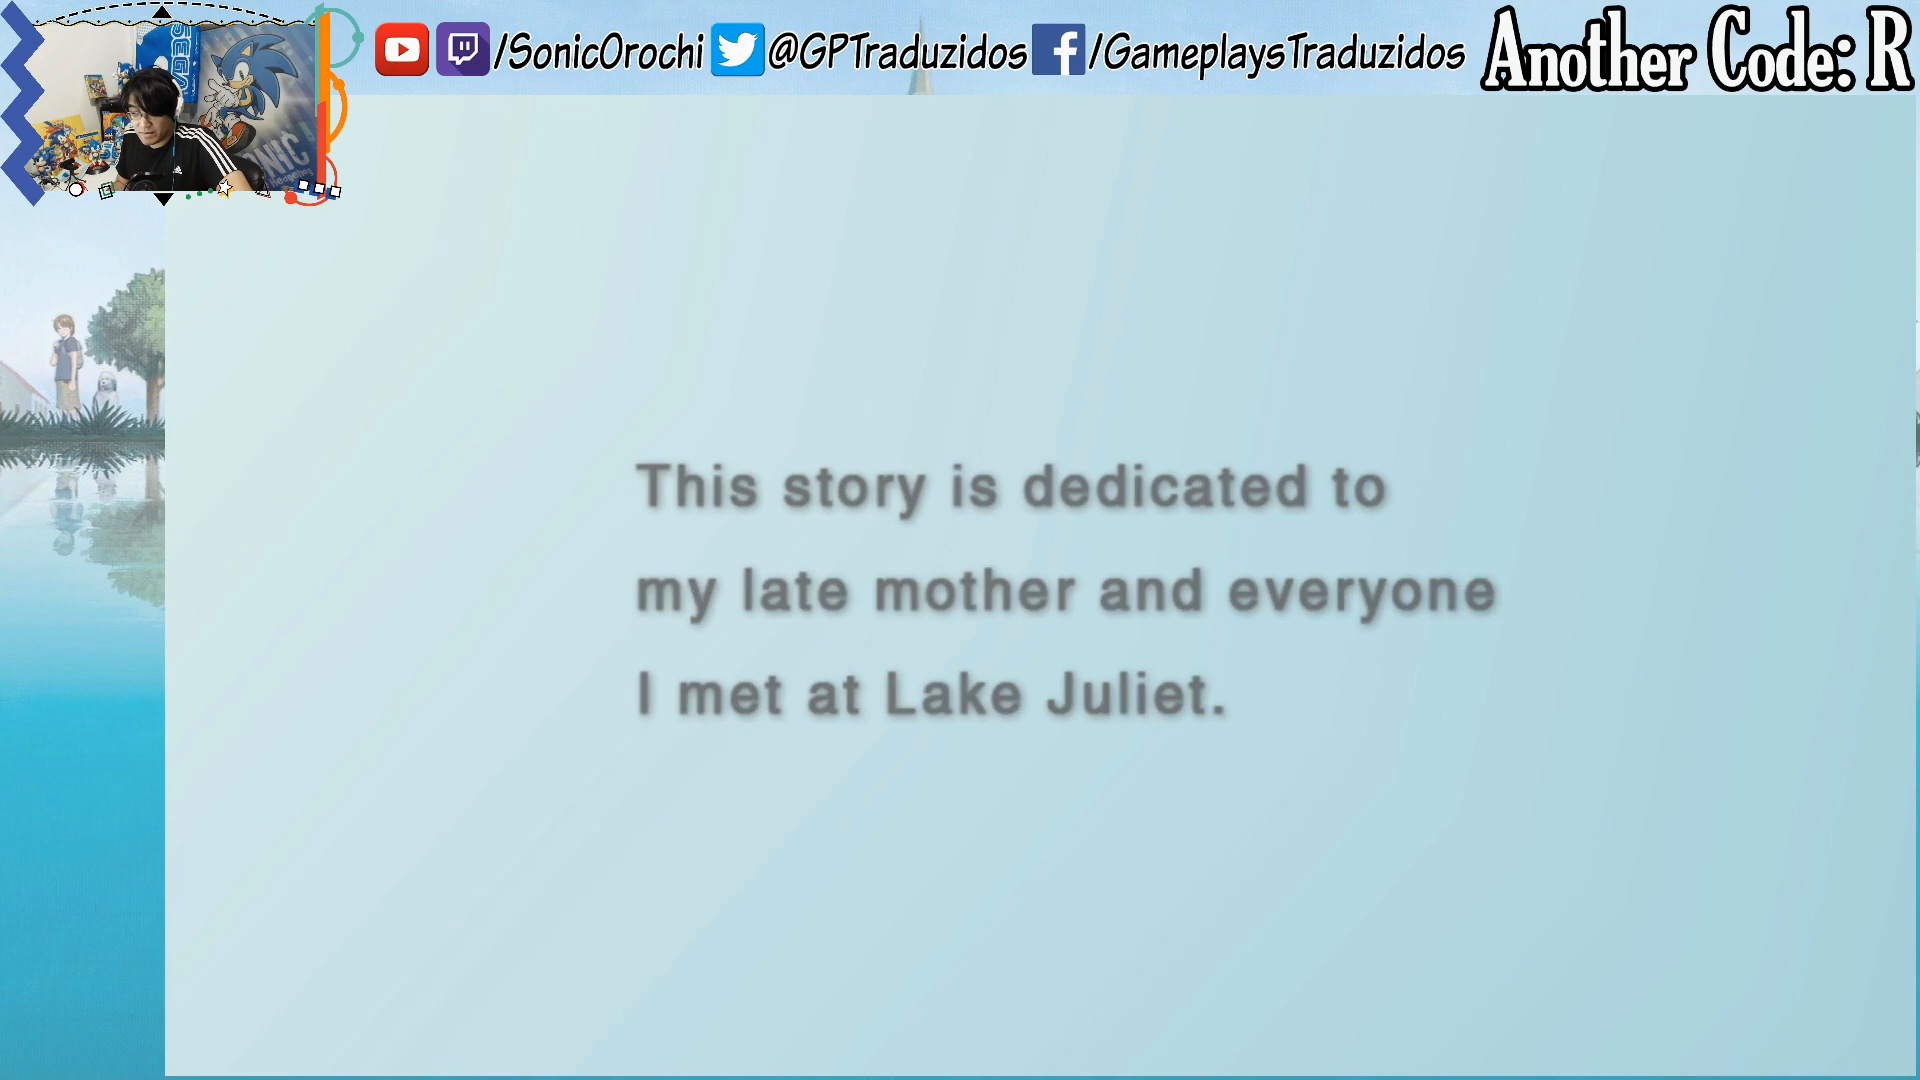 /SonicOrochi @GPTraduzidos /GameplaysTraduzidos Another Code: R
SEGA
This story is dedicated to
my late mother and everyone
I met at Lake Juliet.